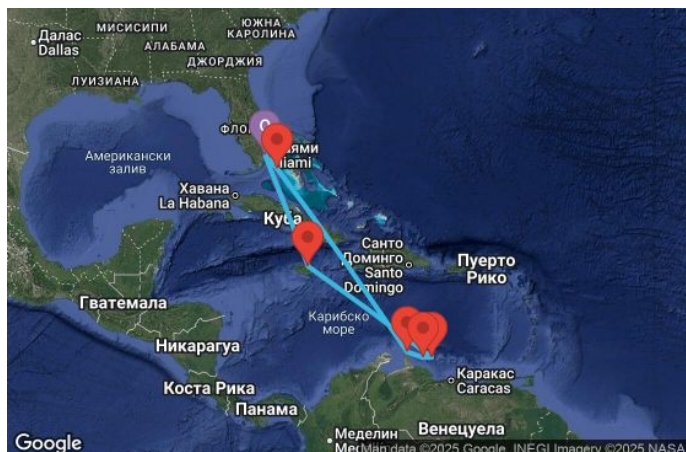 МИСИСИПИ
ЮЖНА
КАРОЛИНА
Далас
Dallas
АЛАБАМА
ДЖОРДЖИЯ
ЛУИЗИАНА
ФЛО
аями
iami
Американски
залив
Хавана
La Habana
Куба
Санто
Доминго
Santo
Domingo
Пуерто
Рико
Гватемала
Карибско
море
Никарагуа
Каракас
Caracas
Коста Рика
Панама
Венецуела
Меделин
Google
Map data ©2025 Google, INEGI Imagery ©2025 NASA